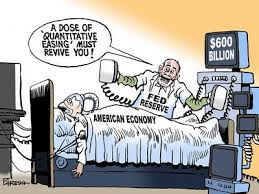 A DOSE OF
'QUANTITATIVE
EASING' MUST
REVIVE YOU!
FED
RESERVE
$600
BILLION
AMERICAN ECONOMY
PARESH